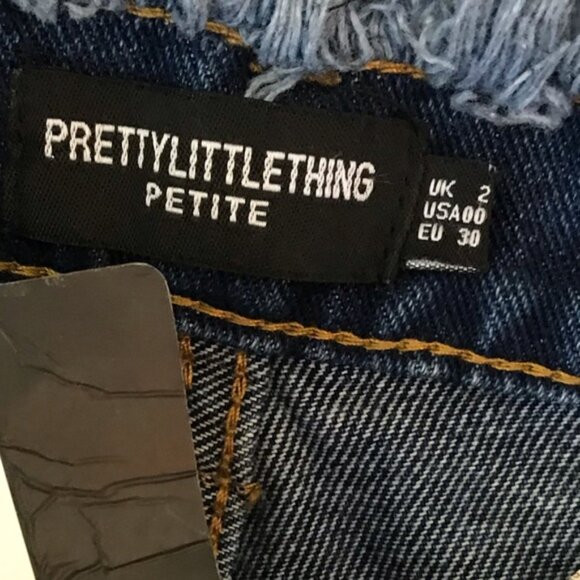 PRETTYLITTLETHING
PETITE
UK 2
USA00
EU 30